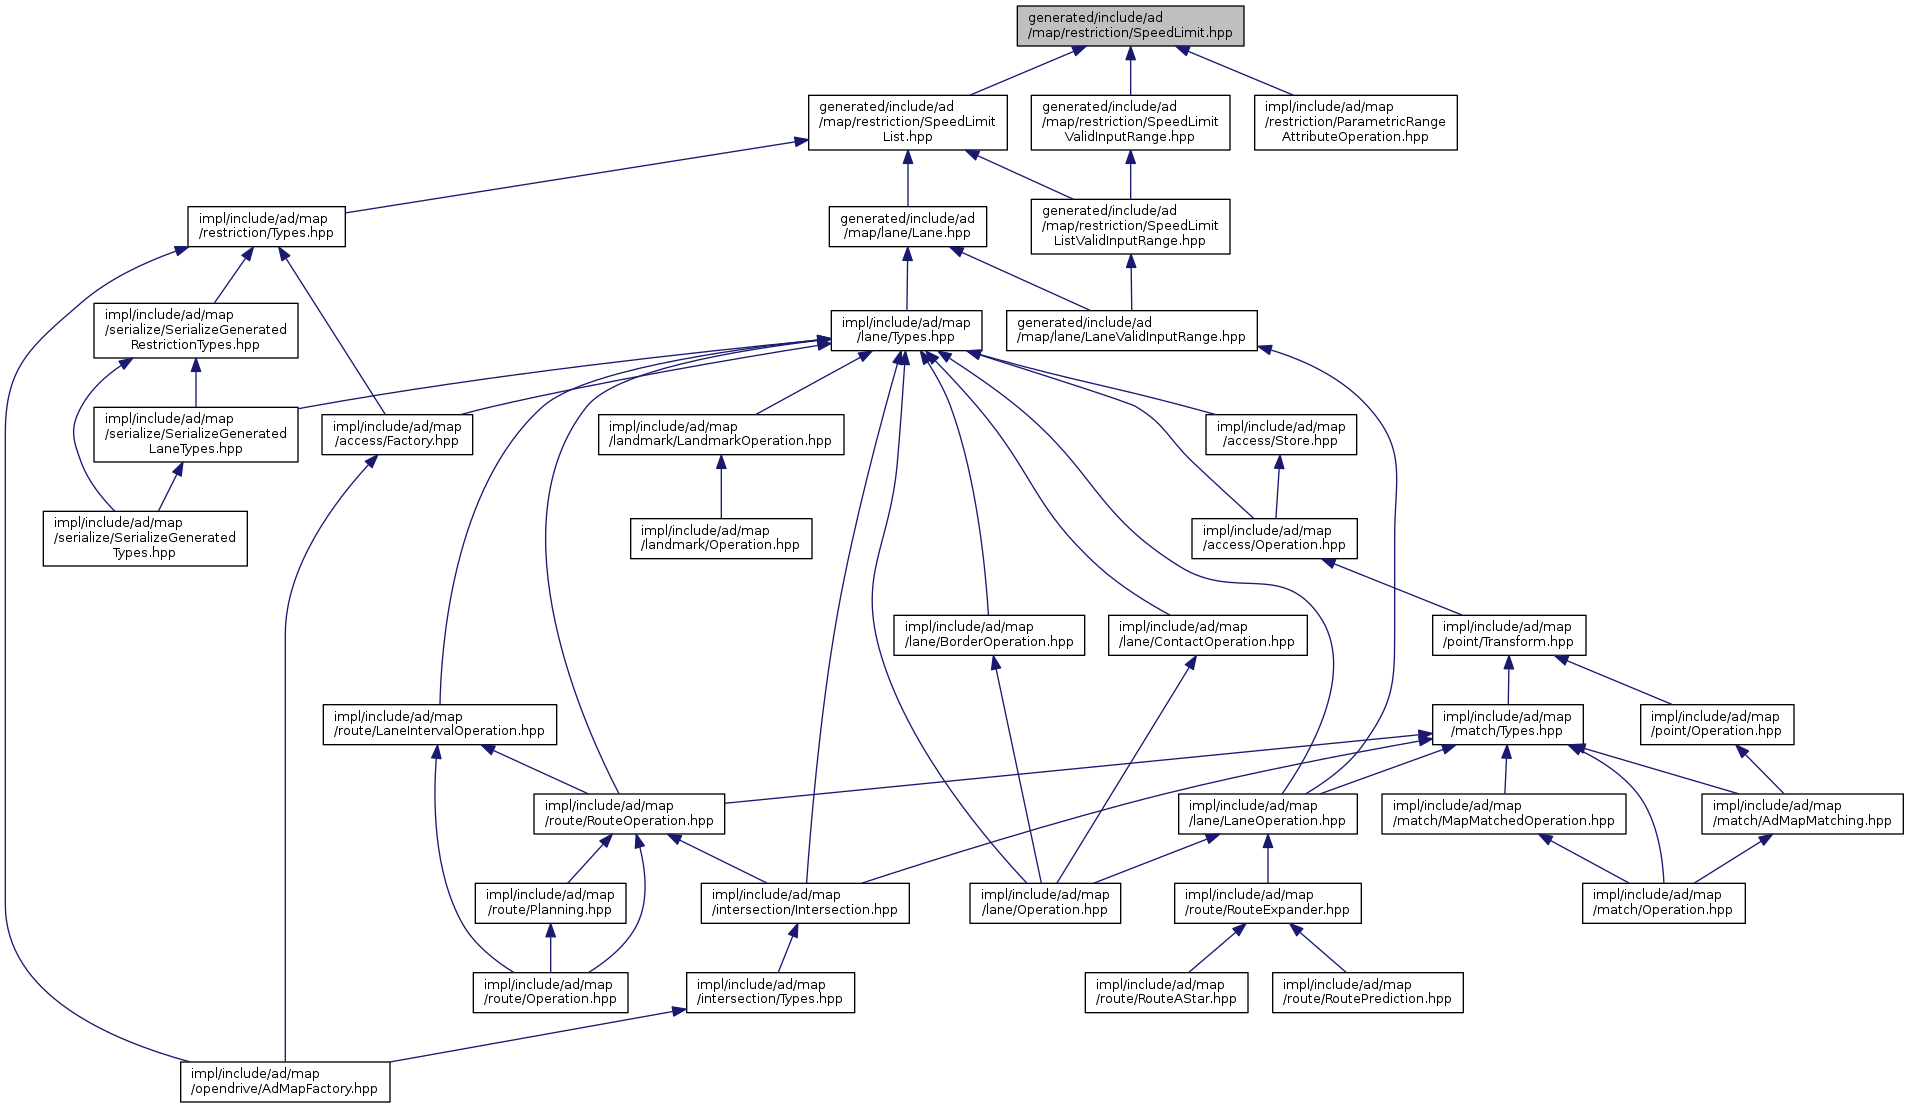 generated/include/ad
/map/restriction/SpeedLimit.hpp
generated/include/ad
/map/restriction/SpeedLimit
List.hpp
generated/include/ad
/map/restriction/SpeedLimit
ValidInputRange.hpp
impl/include/ad/map
/restriction/ParametricRange
AttributeOperation.hpp
impl/include/ad/map
/restriction/Types.hpp
generated/include/ad
/map/lane/Lane.hpp
generated/include/ad
/map/restriction/SpeedLimit
ListValidInputRange.hpp
impl/include/ad/map
/serialize/SerializeGenerated
RestrictionTypes.hpp
impl/include/ad/map
/lane/Types.hpp
generated/include/ad
/map/lane/LaneValidInputRange.hpp
impl/include/ad/map
/serialize/SerializeGenerated
LaneTypes.hpp
impl/include/ad/map
/access/Factory.hpp
impl/include/ad/map
/landmark/LandmarkOperation.hpp
impl/include/ad/map
/access/Store.hpp
impl/include/ad/map
/serialize/SerializeGenerated
Types.hpp
impl/include/ad/map
/landmark/Operation.hpp
impl/include/ad/map
/access/Operation.hpp
impl/include/ad/map
/lane/BorderOperation.hpp
impl/include/ad/map
/lane/ContactOperation.hpp
impl/include/ad/map
/point/Transform.hpp
impl/include/ad/map
/route/LaneIntervalOperation.hpp
impl/include/ad/map
/match/Types.hpp
impl/include/ad/map
/point/Operation.hpp
impl/include/ad/map
/route/RouteOperation.hpp
impl/include/ad/map
/lane/LaneOperation.hpp
impl/include/ad/map
/match/MapMatchedOperation.hpp
impl/include/ad/map
/match/AdMapMatching.hpp
impl/include/ad/map
/route/Planning.hpp
impl/include/ad/map
/intersection/Intersection.hpp
impl/include/ad/map
/lane/Operation.hpp
impl/include/ad/map
/route/RouteExpander.hpp
impl/include/ad/map
/match/Operation.hpp
impl/include/ad/map
/route/Operation.hpp
impl/include/ad/map
/intersection/Types.hpp
impl/include/ad/map
/route/RouteAStar.hpp
impl/include/ad/map
/route/RoutePrediction.hpp
impl/include/ad/map
/opendrive/AdMapFactory.hpp